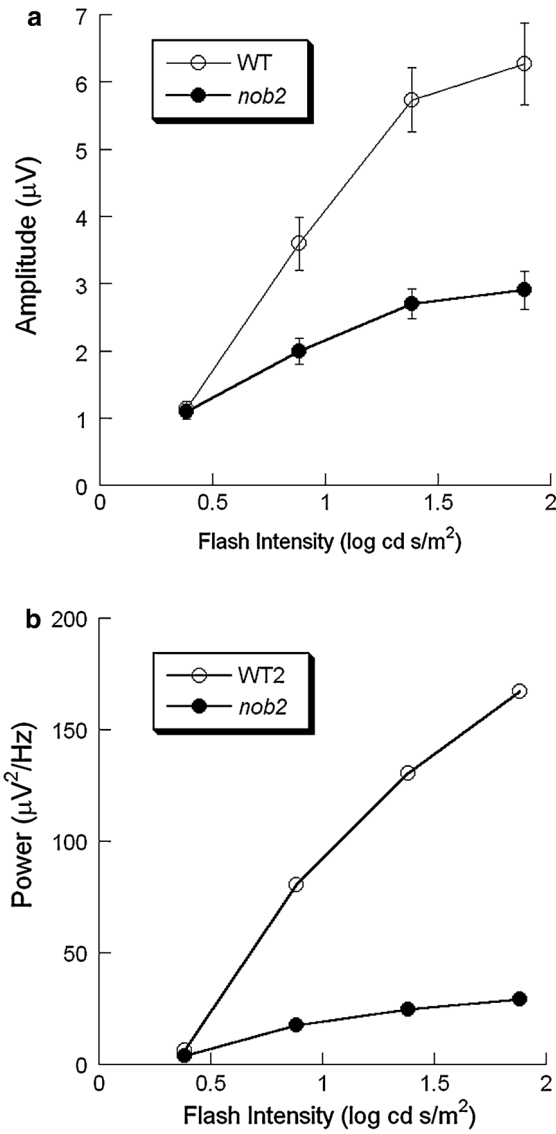 a
7
6
5
4
3
2
1
0
Amplitude (μV)
WT
nob2
0
0.5
1
1.5
2
Flash Intensity (log cd s/m²)
b
200
150
100
50
0
Power (μV²/Hz)
WT2
nob2
0
0.5
1
1.5
2
Flash Intensity (log cd s/m²)